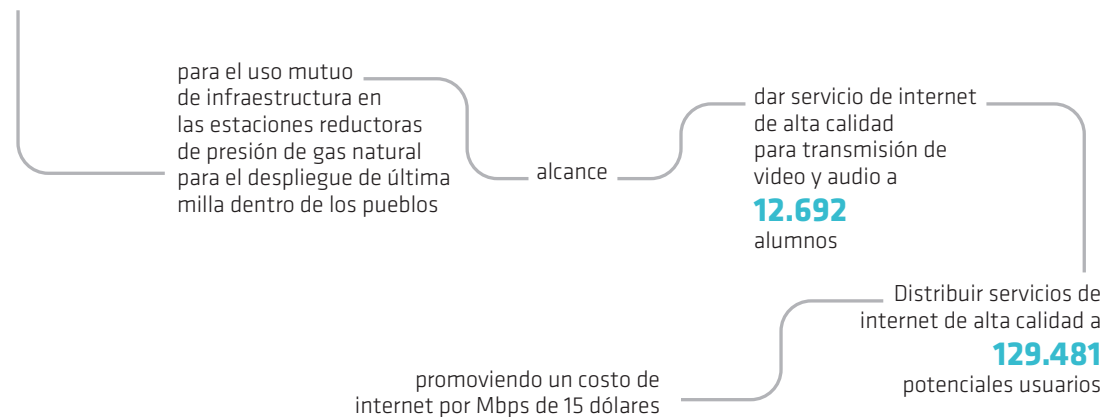 para el uso mutuo
de infraestructura en
las estaciones reductoras
de presión de gas natural
para el despliegue de última
milla dentro de los pueblos
alcance
dar servicio de internet
de alta calidad
para transmisión de
video y audio a
12.692
alumnos
Distribuir servicios de
internet de alta calidad a
129.481
potenciales usuarios
promoviendo un costo de
internet por Mbps de 15 dólares